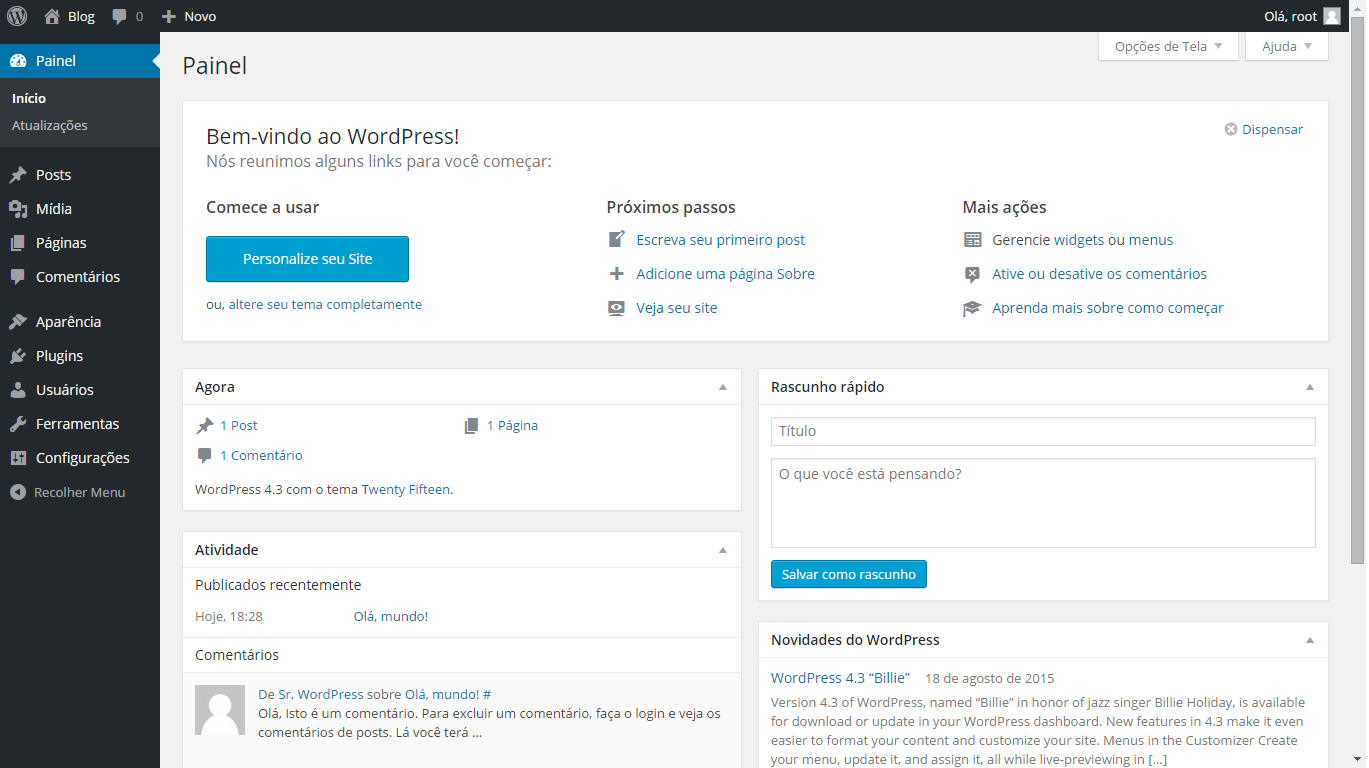 Blog
0
Novo
Olá, root
Painel
Início
Atualizações
Posts
Mídia
Páginas
Comentários
Aparência
Plugins
Usuários
Ferramentas
Configurações
Recolher Menu
Opções de Tela
Ajuda
Painel
Bem-vindo ao WordPress!
Dispensar
Nós reunimos alguns links para você começar:
Comece a usar
Personalize seu Site
ou, altere seu tema completamente
Próximos passos
Escreva seu primeiro post
Adicione uma página Sobre
Veja seu site
Mais ações
Gerencie widgets ou menus
Ative ou desative os comentários
Aprenda mais sobre como começar
Agora
1 Post
1 Página
1 Comentário
WordPress 4.3 com o tema Twenty Fifteen.
Atividade
Publicados recentemente
Hoje, 18:28
Olá, mundo!
Comentários
De Sr. WordPress sobre Olá, mundo! #
Olá, Isto é um comentário. Para excluir um comentário, faça o login e veja os
comentários de posts. Lá você terá ...
Rascunho rápido
Título
O que você está pensando?
Salvar como rascunho
Novidades do WordPress
WordPress 4.3 “Billie” 18 de agosto de 2015
Version 4.3 of WordPress, named “Billie” in honor of jazz singer Billie Holiday, is available
for download or update in your WordPress dashboard. New features in 4.3 make it even
easier to format your content and customize your site. Menus in the Customizer Create
your menu, update it, and assign it, all while live-previewing in […]